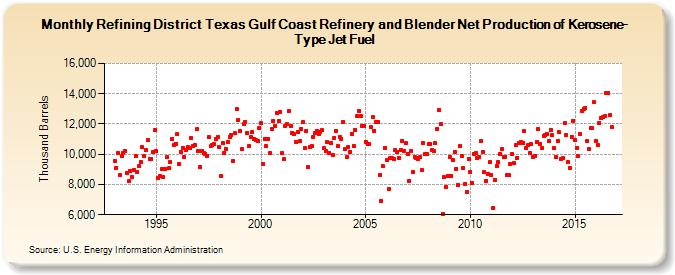 Monthly Refining District Texas Gulf Coast Refinery and Blender Net Production of Kerosene-
Type Jet Fuel
Thousand Barrels
16,000
14,000
12,000
10,000
8,000
6,000
1995
2000
2005
2010
2015
Source: U.S. Energy Information Administration